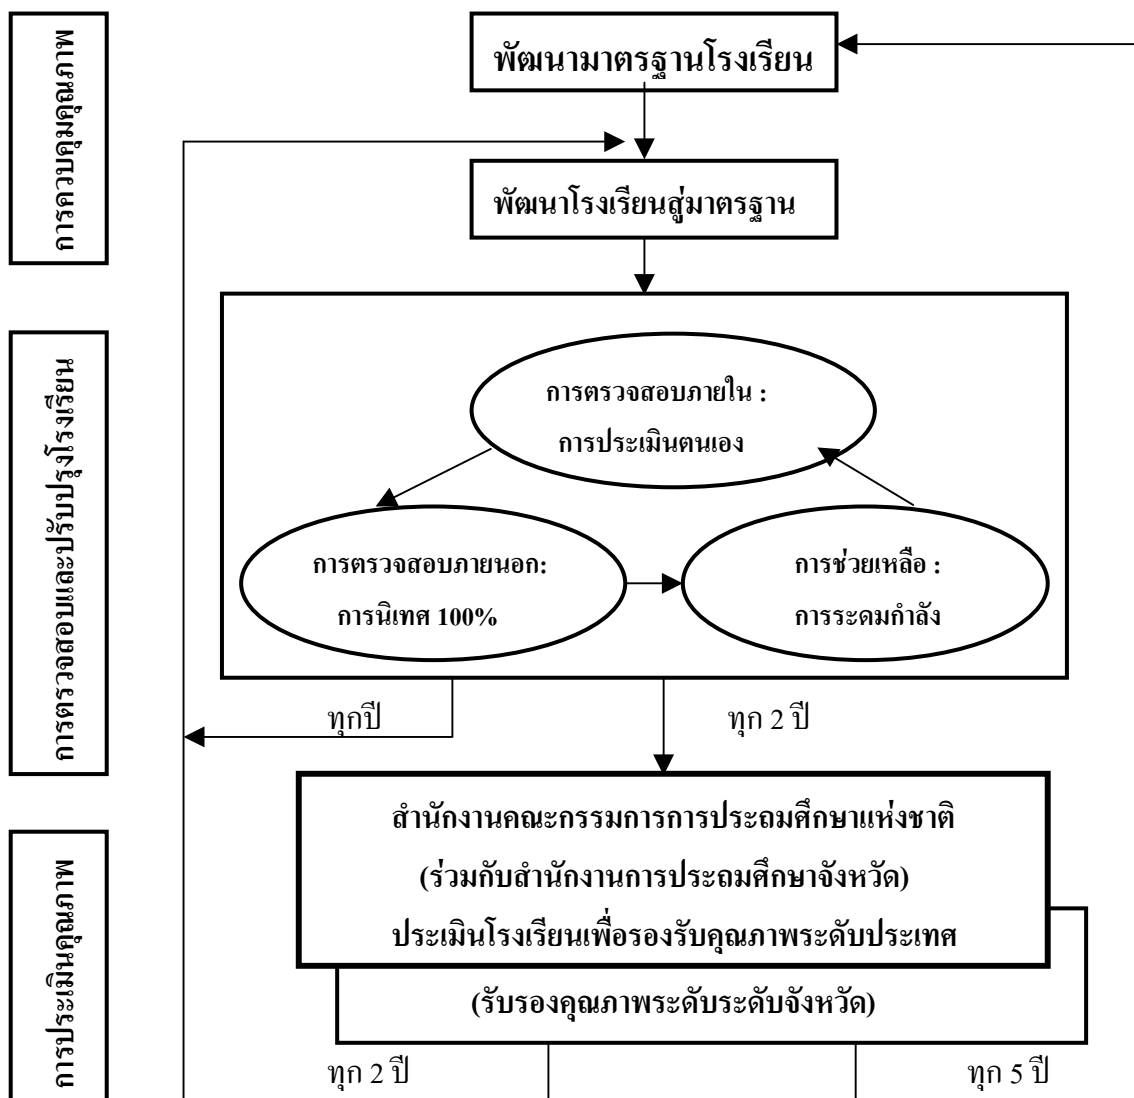 การควบคุมคุณภาพ
พัฒนามาตรฐานโรงเรียน
พัฒนาโรงเรียนสู่มาตรฐาน
การตรวจสอบและปรับปรุงโรงเรียน
การตรวจสอบภายใน :
การประเมินตนเอง
การตรวจสอบภายนอก:
การนิเทศ 100%
การช่วยเหลือ :
การระดมกำลัง
ทุกปี
ทุก 2 ปี
การประเมินคุณภาพ
สำนักงานคณะกรรมการการประถมศึกษาแห่งชาติ
(ร่วมกับสำนักงานการประถมศึกษาจังหวัด)
ประเมินโรงเรียนเพื่อรองรับคุณภาพระดับประเทศ
(รับรองคุณภาพระดับระดับจังหวัด)
ทุก 2 ปี
ทุก 5 ปี